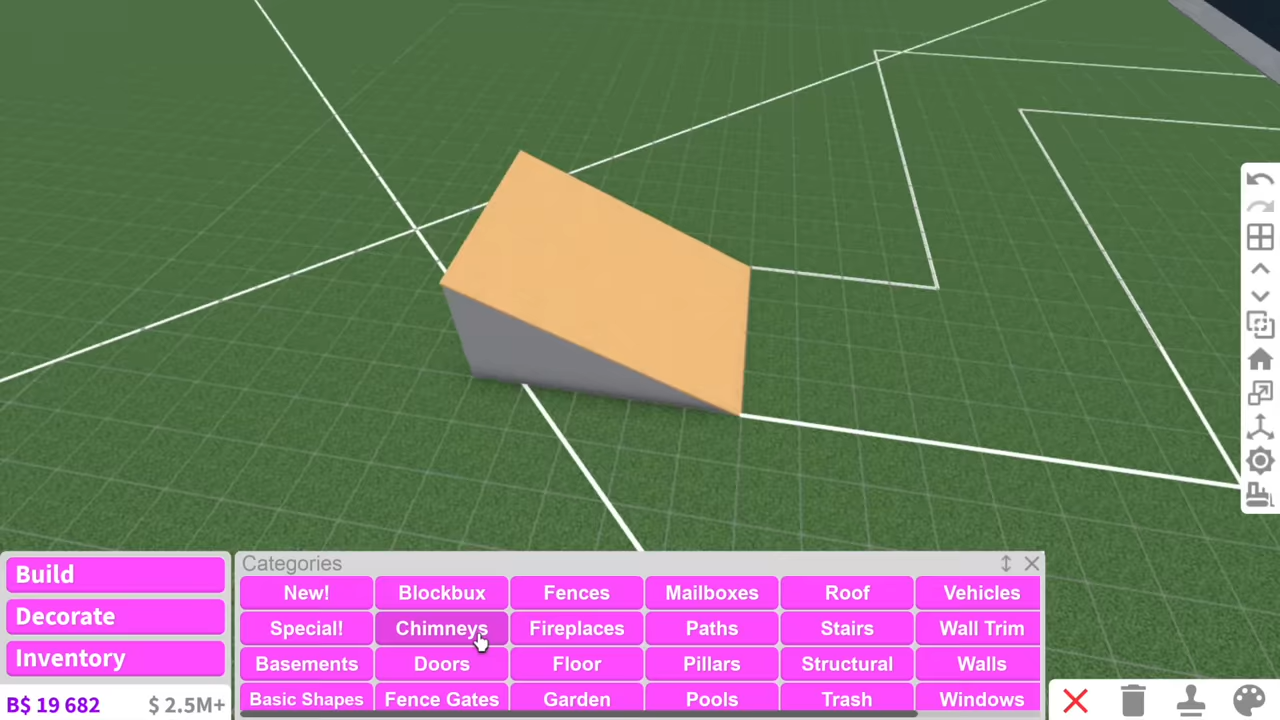 Build
Decorate
Inventory
B$ 19 682 $ 2.5M+
Categories
New! Blockbux Fences Mailboxes Roof Vehicles
Special! Chimneys Fireplaces Paths Stairs Wall Trim
Basements Doors Floor Pillars Structural Walls
Basic Shapes Fence Gates Garden Pools Trash Windows